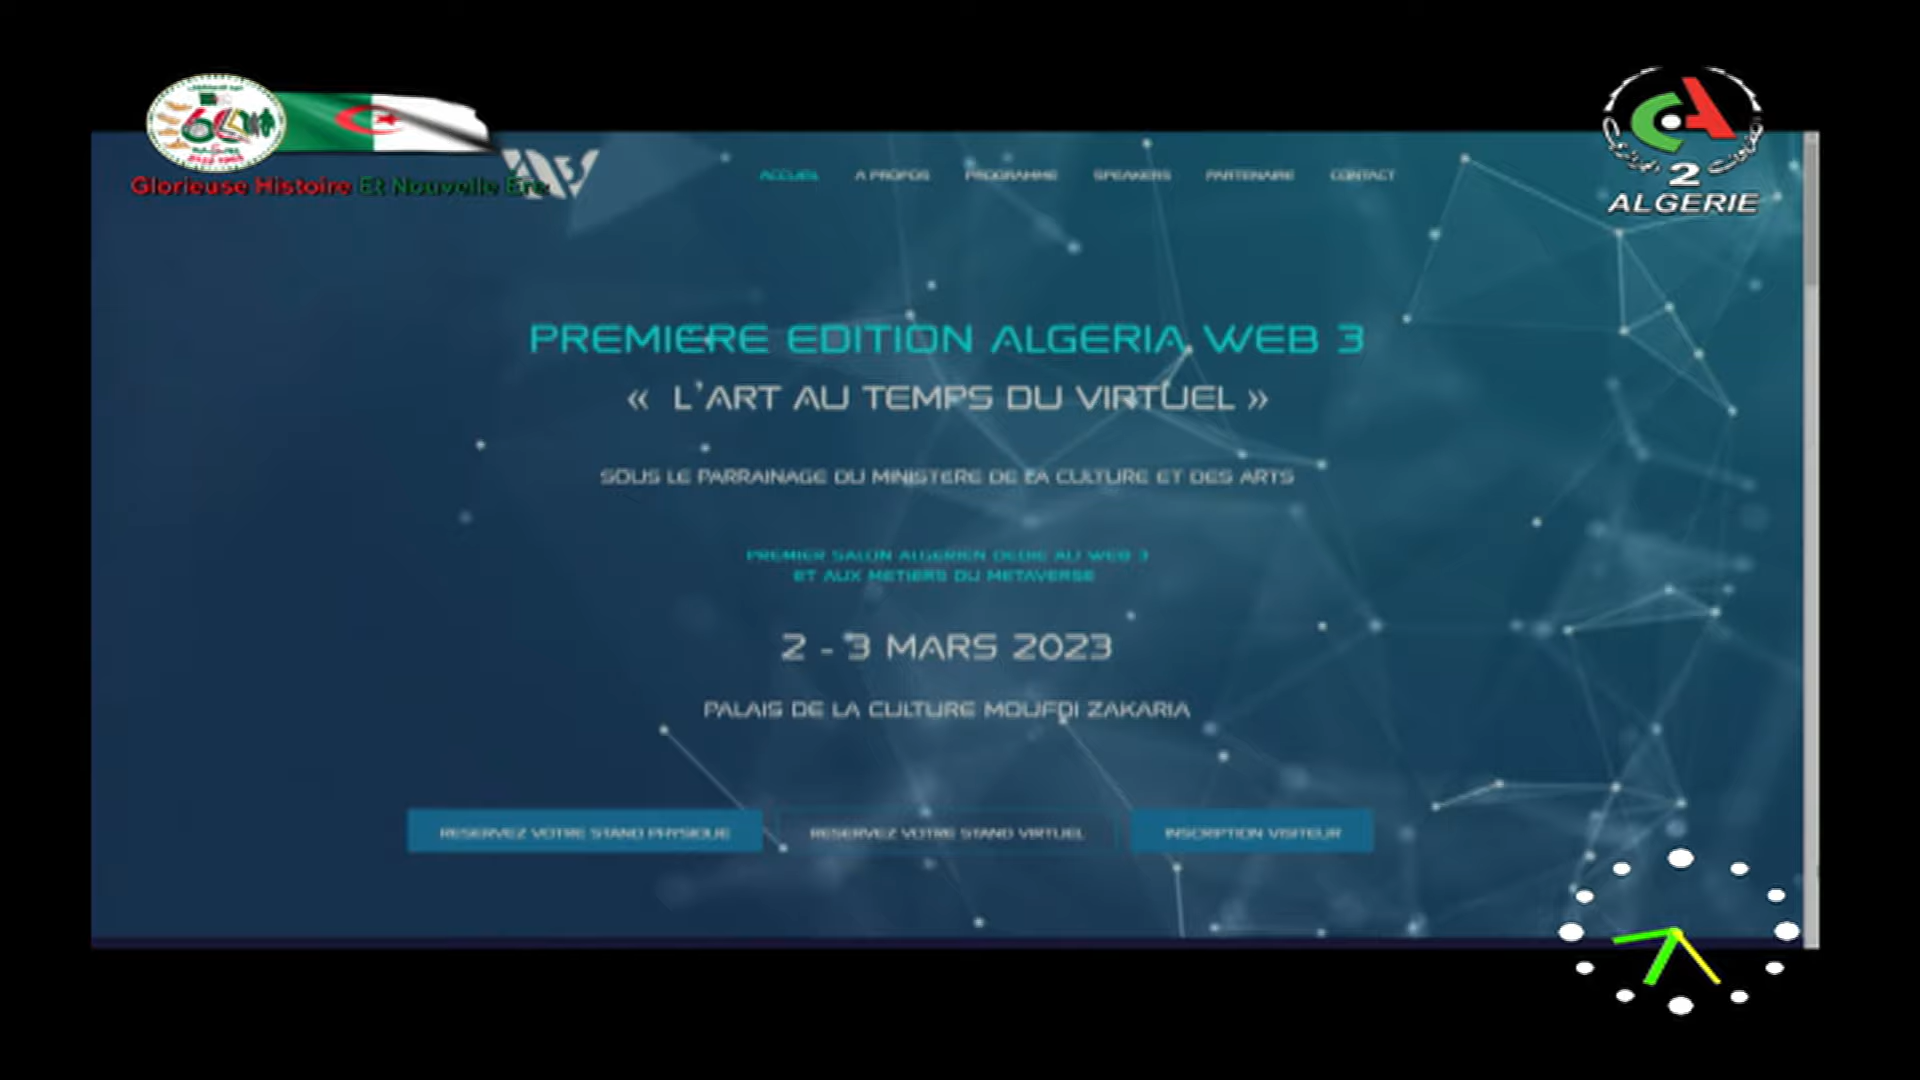 Glorieuse Histoire Et Nouvelle Ere
ACCUEIL A PROPOS PROGRAMME SPEAKERS PARTENAIRE CONTACT
2
ALGERIE
PREMIERE EDITION ALGERIA WEB 3
« L'ART AU TEMPS DU VIRTUEL »
SOUS LE PARRAINAGE DU MINISTERE DE LA CULTURE ET DES ARTS
PREMIER SALON ALGERIEN DEDIE AU WEB 3
ET AUX METIERS DU METAVERSE
2 - 3 MARS 2023
PALAIS DE LA CULTURE MOUFDI ZAKARIA
RESERVEZ VOTRE STAND PHYSIQUE
RESERVEZ VOTRE STAND VIRTUEL
INSCRIPTION VISITEUR